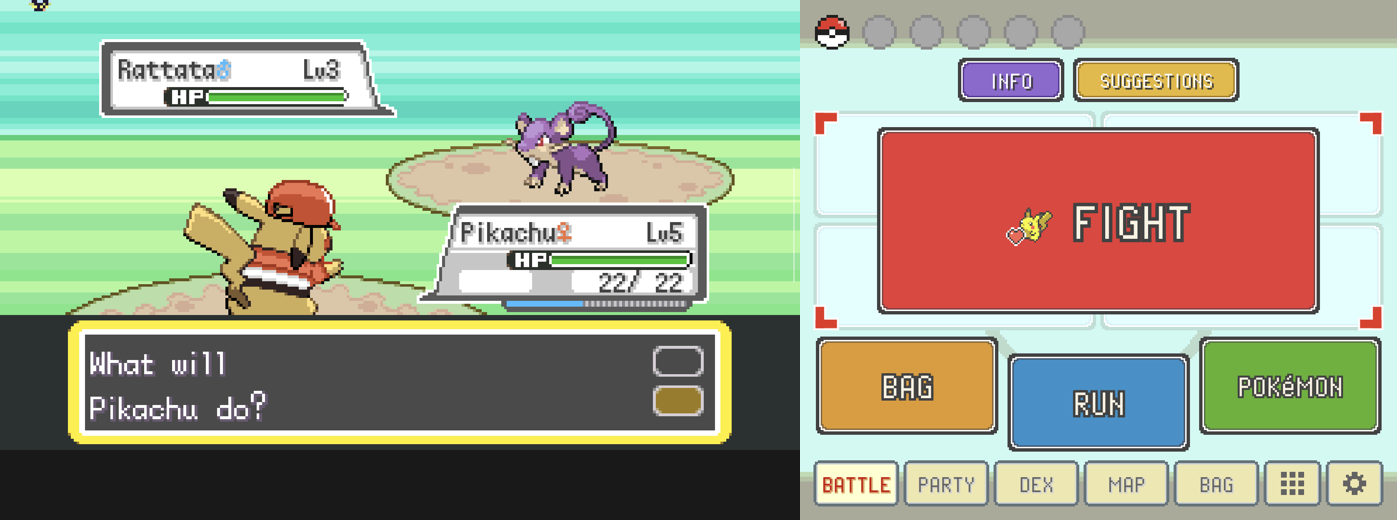 Rattata♂ Lv3
HP
Pikachu♀ Lv5
HP
22/ 22
What will
Pikachu do?
INFO
SUGGESTIONS
FIGHT
BAG
RUN
POKéMON
BATTLE
PARTY
DEX
MAP
BAG